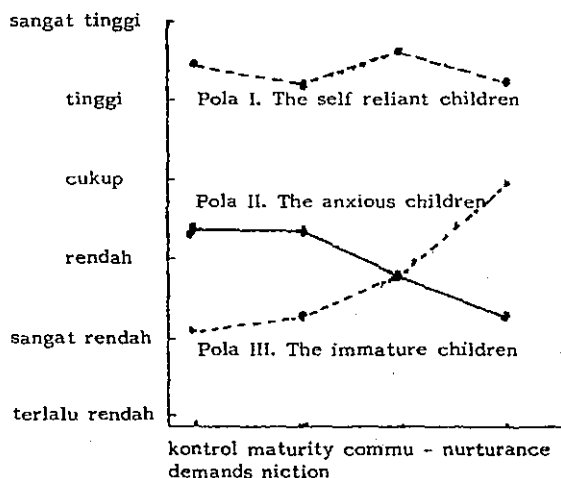 sangat tinggi
tinggi
Pola I. The self reliant children
cukup
Pola II. The anxious children
rendah
sangat rendah
Pola III. The immature children
terlalu rendah
kontrol maturity commu - nurturance
demands niction